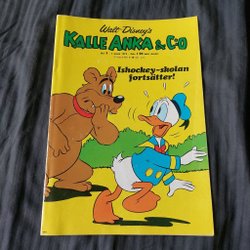 Walt Disney's
KALLE ANKA & C:O
Ishockey-skolan
fortsätter!